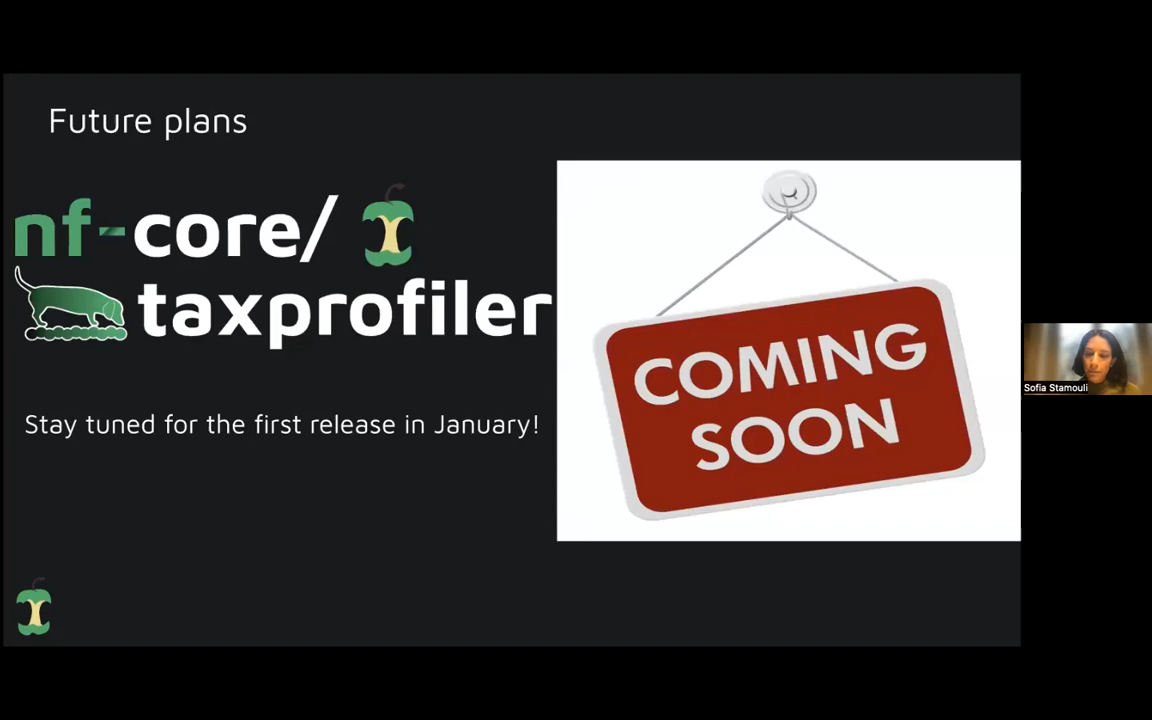 Future plans
nf-core/
taxprofiler
Stay tuned for the first release in January!
COMING
SOON
Sofia Stamouli